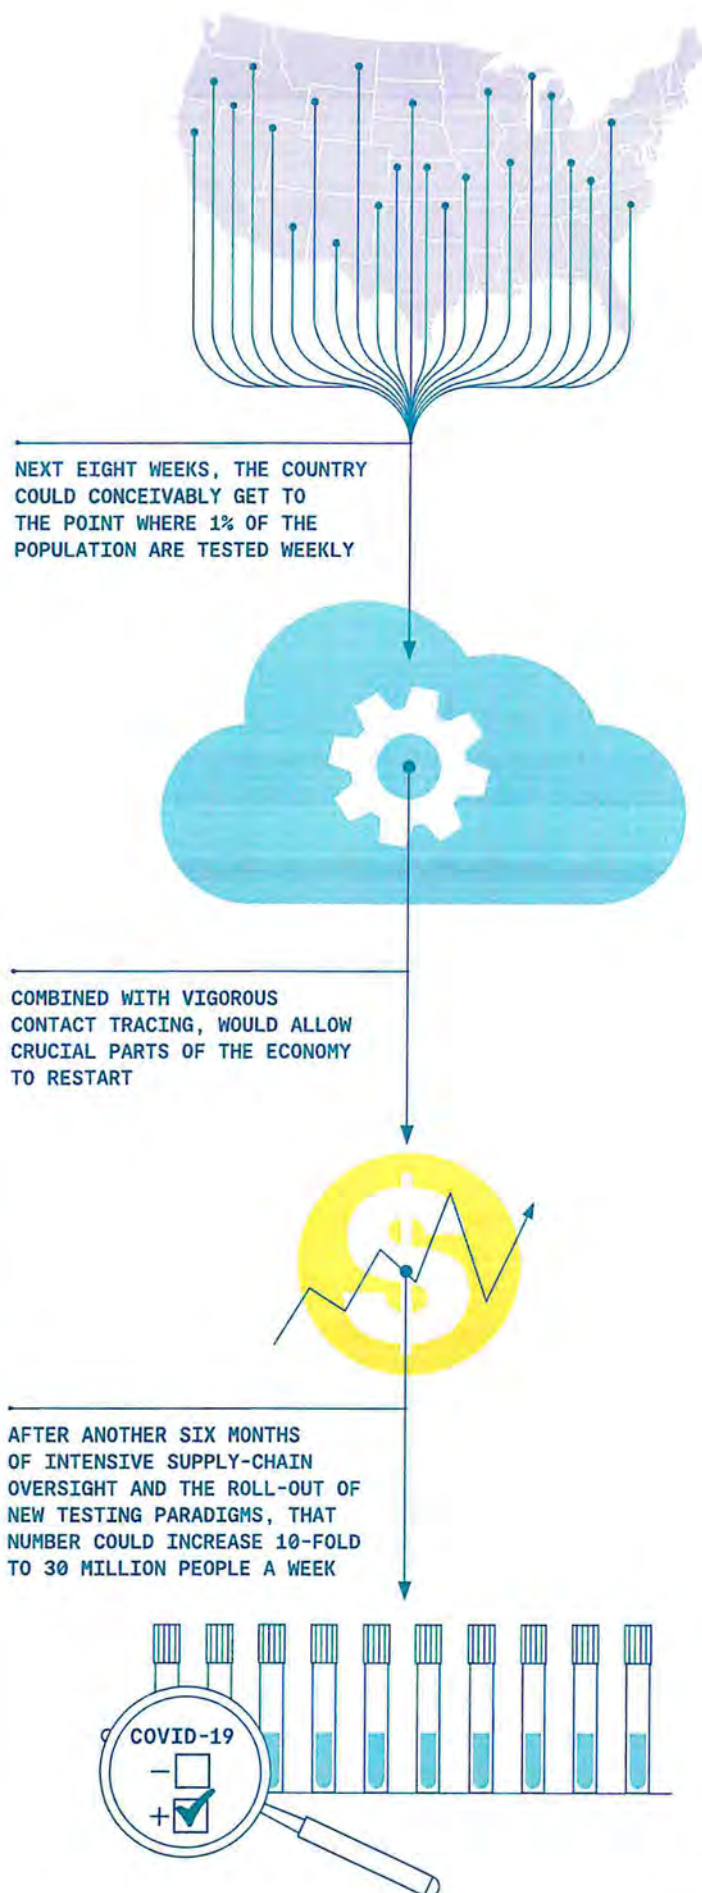 NEXT EIGHT WEEKS, THE COUNTRY
COULD CONCEIVABLY GET TO
THE POINT WHERE 1% OF THE
POPULATION ARE TESTED WEEKLY
COMBINED WITH VIGOROUS
CONTACT TRACING, WOULD ALLOW
CRUCIAL PARTS OF THE ECONOMY
TO RESTART
$
AFTER ANOTHER SIX MONTHS
OF INTENSIVE SUPPLY-CHAIN
OVERSIGHT AND THE ROLL-OUT OF
NEW TESTING PARADIGMS, THAT
NUMBER COULD INCREASE 10-FOLD
TO 30 MILLION PEOPLE A WEEK
COVID-19
−
+